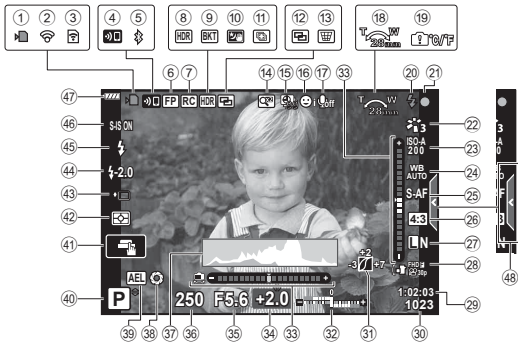 1 2 3 4 5 8 9 10 11 12 13 18 19
HDR BKT T W 28mm °C/°F
6 7 14 15 16 17 33 20 21
47 FP RC HDR i off T W 28mm
46 S-IS ON 3 22
ISO-A 200 23
45 WB AUTO 24
44 -2.0 S-AF 25
43 4:3 26
42 L N 27
41 +2 -3 +7 -7 FHD 30p 28
AEL 1:02:03 29
40 P 250 F5.6 +2.0 0 1023
39 38 37 36 35 34 33 32 31 30 48